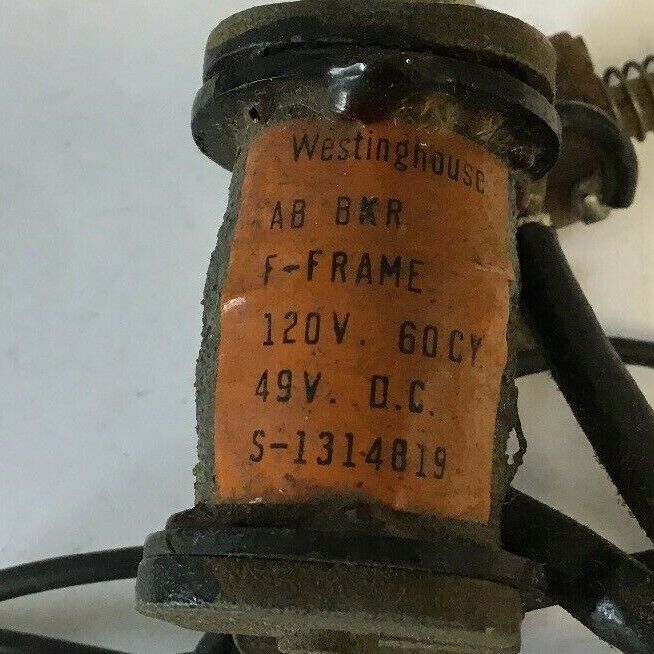 Westinghouse
AB BKR
F-FRAME
120V. 60CY.
49V. D.C.
S-1314819